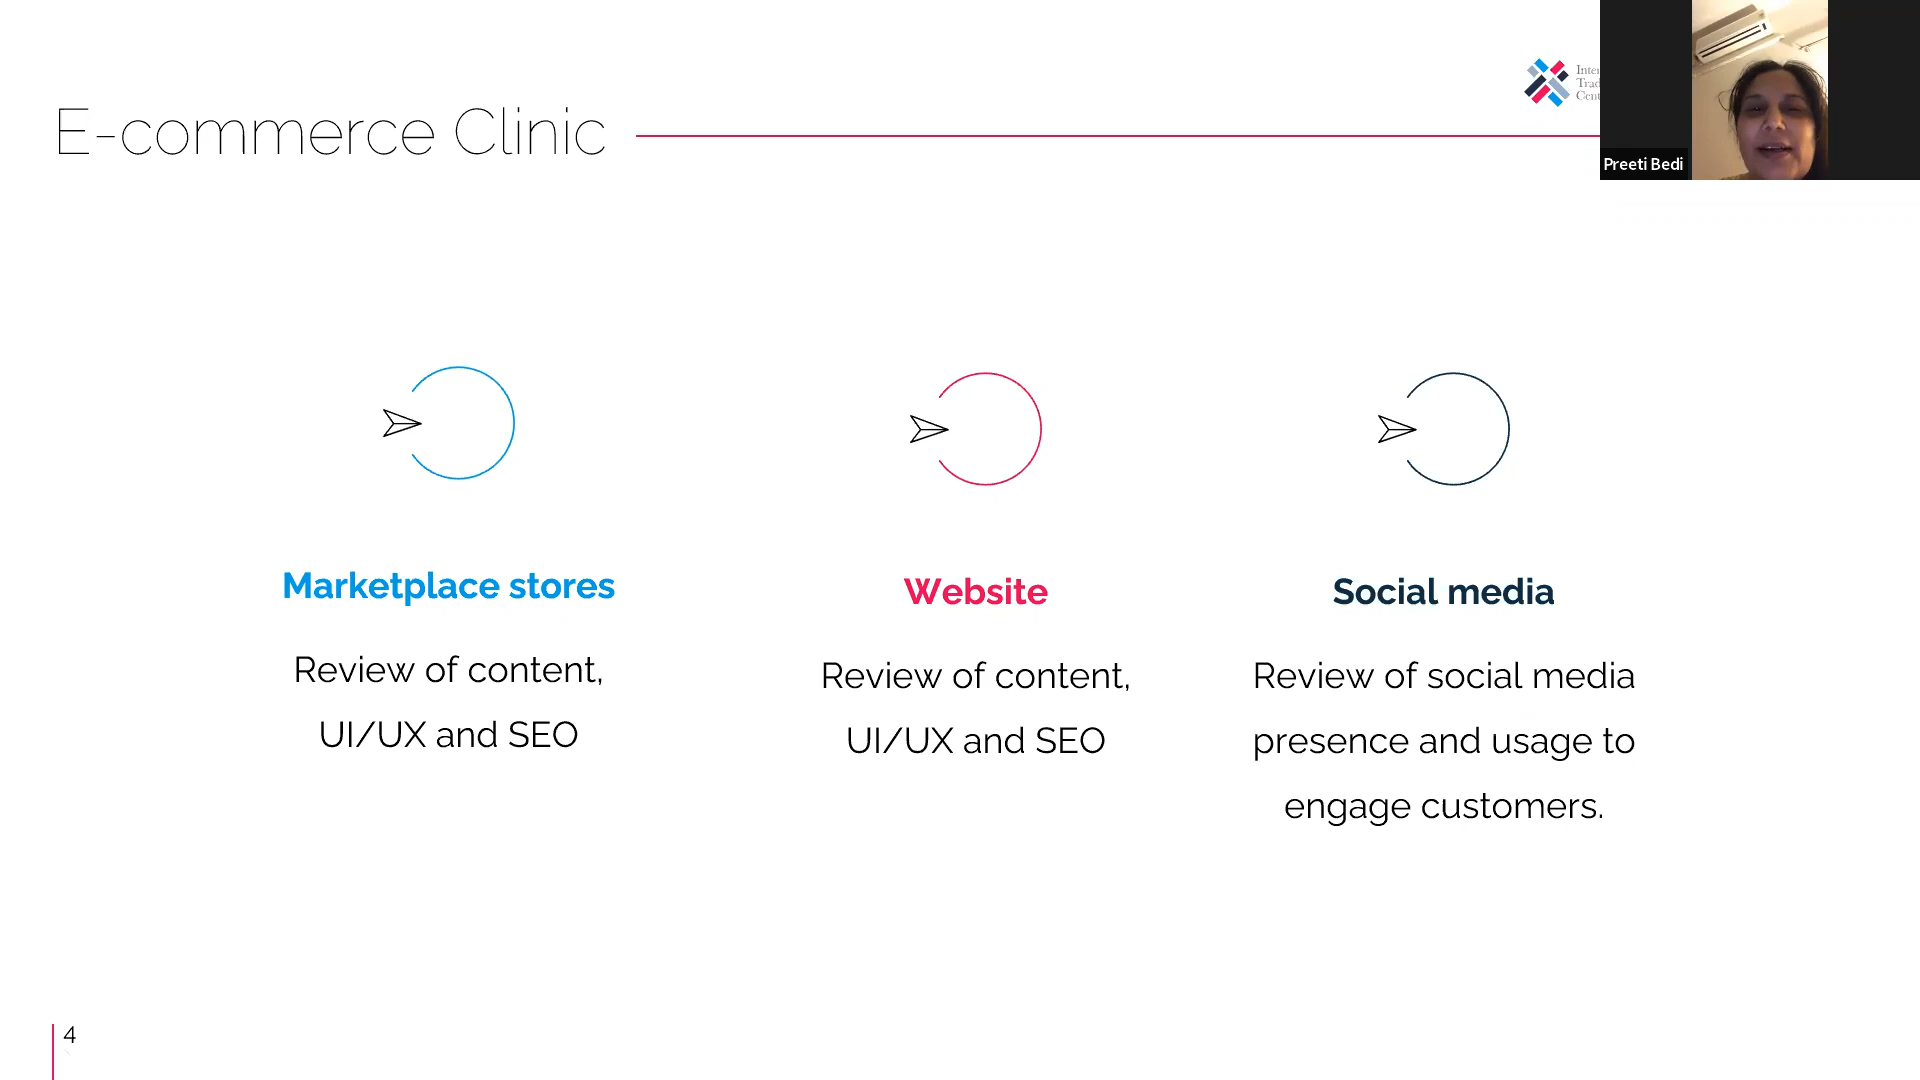 E-commerce Clinic
Preeti Bedi
Marketplace stores
Review of content,
UI/UX and SEO
Website
Review of content,
UI/UX and SEO
Social media
Review of social media
presence and usage to
engage customers.
4